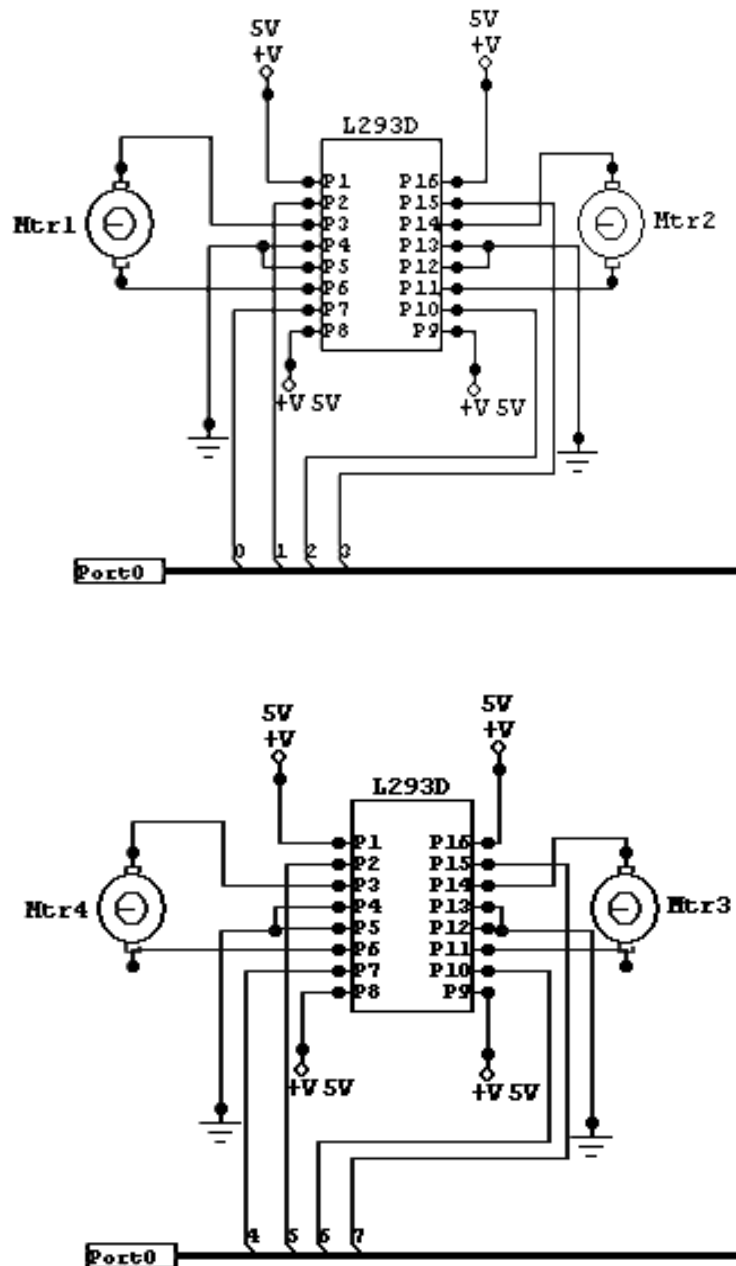 5V 5V
+V +V
L293D
P1 P16
P2 P15
Mtr1 P3 P14 Mtr2
P4 P13
P5 P12
P6 P11
P7 P10
P8 P9
+V 5V +V 5V
0 1 2 3
Port0
5V 5V
+V +V
L293D
P1 P16
P2 P15
P3 P14
Mtr4 P4 P13 Mtr3
P5 P12
P6 P11
P7 P10
P8 P9
+V 5V +V 5V
4 5 6 7
Port0